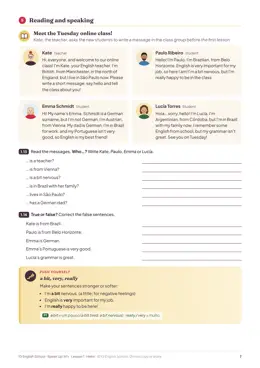 Reading and speaking
Meet the Tuesday online class!
Kate, the teacher, asks the new students to write a message in the class group before the first lesson.
Kate Teacher
Hi, everyone, and welcome to our online
class! I'm Kate, your English teacher. I'm
British, from Manchester, in the north of
England, but I live in São Paulo now. Please
write a short message: say hello and tell
the class about you!
Paulo Ribeiro Student
Hello! I'm Paulo. I'm Brazilian, from Belo
Horizonte. English is very important for my
job, so here I am! I'm a bit nervous, but I'm
really happy to be in the class.
Emma Schmidt Student
Hi! My name's Emma. Schmidt is a German
surname, but I'm not German: I'm Austrian,
from Vienna. My dad is German. I'm in Brazil
for work, and my Portuguese isn't very
good, so English is my best friend!
Lucía Torres Student
Hola... sorry, hello! I'm Lucía. I'm
Argentinian, from Córdoba, but I'm in Brazil
with my family now. I remember some
English from school, but my grammar isn't
great. See you on Tuesday!
Read the messages. Who...? Write Kate, Paulo, Emma or Lucía.
...is a teacher?
...is from Vienna?
...is a bit nervous?
...is in Brazil with her family?
...lives in São Paulo?
...has a German dad?
True or false? Correct the false sentences.
Kate is from Brazil.
Paulo is from Belo Horizonte.
Emma is German.
Emma's Portuguese is very good.
Lucía's grammar is great.
a bit, very, really
Make your sentences stronger or softer:
I'm a bit nervous. (a little: for negative feelings)
English is very important for my job.
I'm really happy to be here!